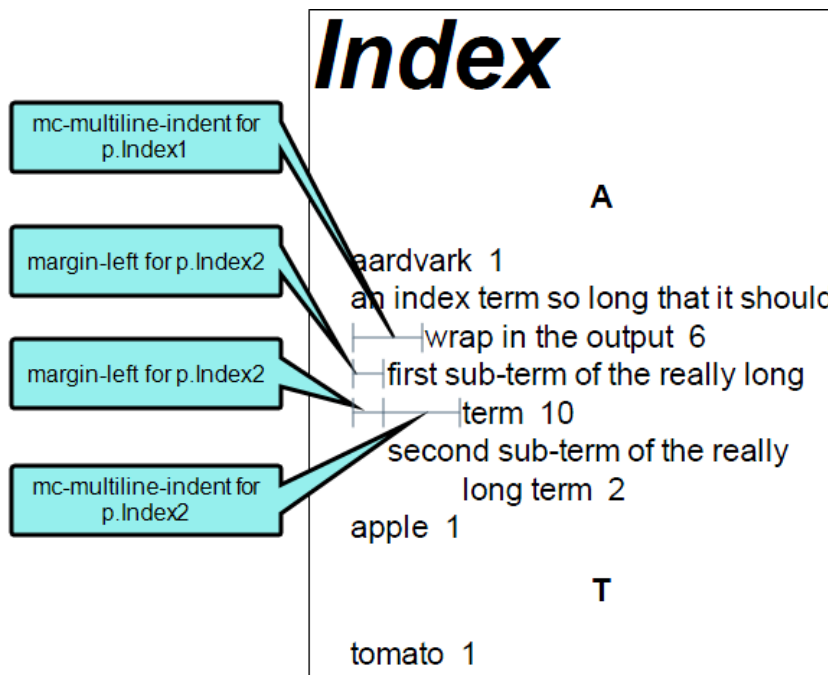 Index
mc-multiline-indent for
p.Index1
margin-left for p.Index2
margin-left for p.Index2
mc-multiline-indent for
p.Index2
A
aardvark 1
an index term so long that it should
wrap in the output 6
first sub-term of the really long
term 10
second sub-term of the really
long term 2
apple 1
T
tomato 1